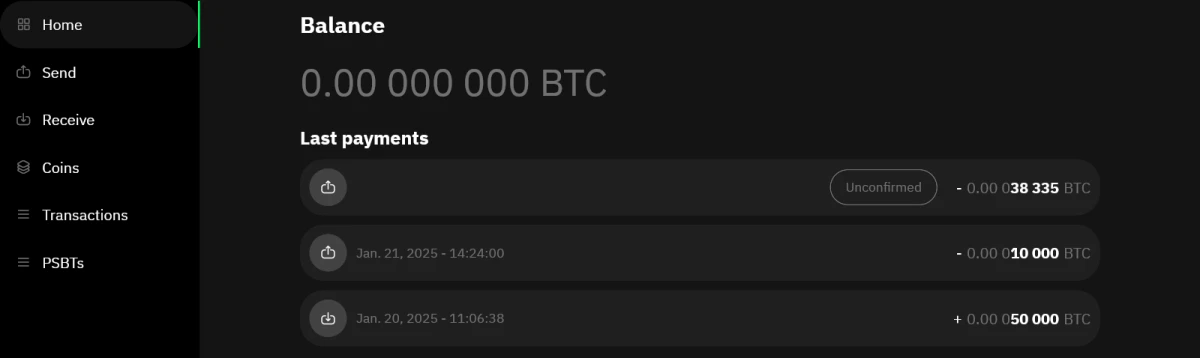 Home
Send
Receive
Coins
Transactions
PSBTs
Balance
0.00 000 000 BTC
Last payments
Unconfirmed - 0.00 038 335 BTC
Jan. 21, 2025 - 14:24:00 - 0.00 010 000 BTC
Jan. 20, 2025 - 11:06:38 + 0.00 050 000 BTC